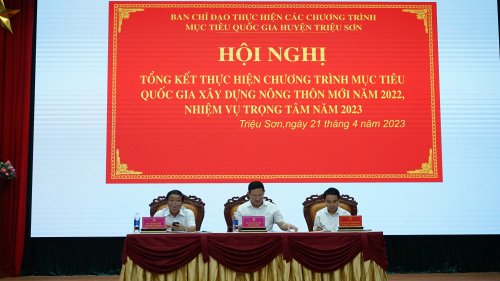 BAN CHỈ ĐẠO THỰC HIỆN CÁC CHƯƠNG TRÌNH
MỤC TIÊU QUỐC GIA HUYỆN TRIỆU SƠN
HỘI NGHỊ
TỔNG KẾT THỰC HIỆN CHƯƠNG TRÌNH MỤC TIÊU
QUỐC GIA XÂY DỰNG NÔNG THÔN MỚI NĂM 2022,
NHIỆM VỤ TRỌNG TÂM NĂM 2023
Triệu Sơn,ngày 21 tháng 4 năm 2023